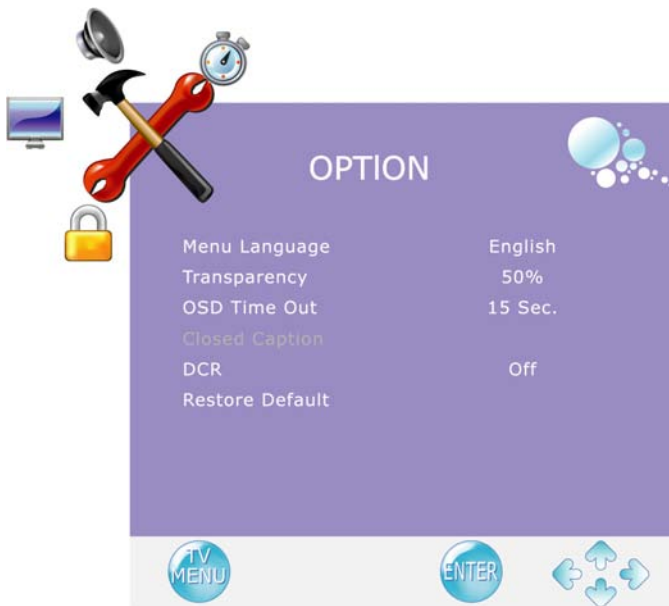 OPTION
Menu Language English
Transparency 50%
OSD Time Out 15 Sec.
Closed Caption
DCR Off
Restore Default
TV
MENU
ENTER